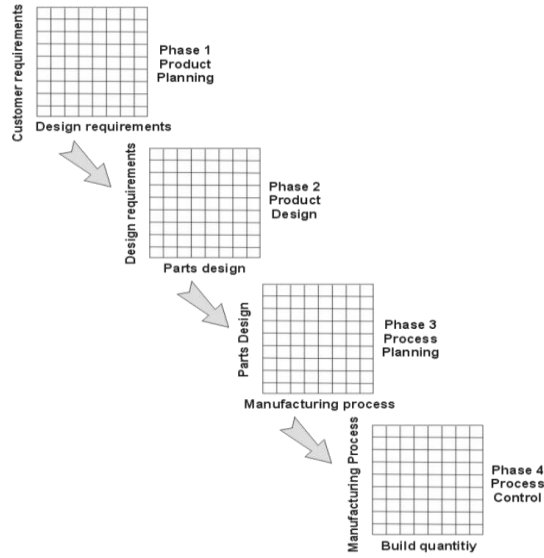 Customer requirements
Phase 1
Product
Planning
Design requirements
Design requirements
Phase 2
Product
Design
Parts design
Parts Design
Phase 3
Process
Planning
Manufacturing process
Manufacturing Process
Phase 4
Process
Control
Build quantitiy